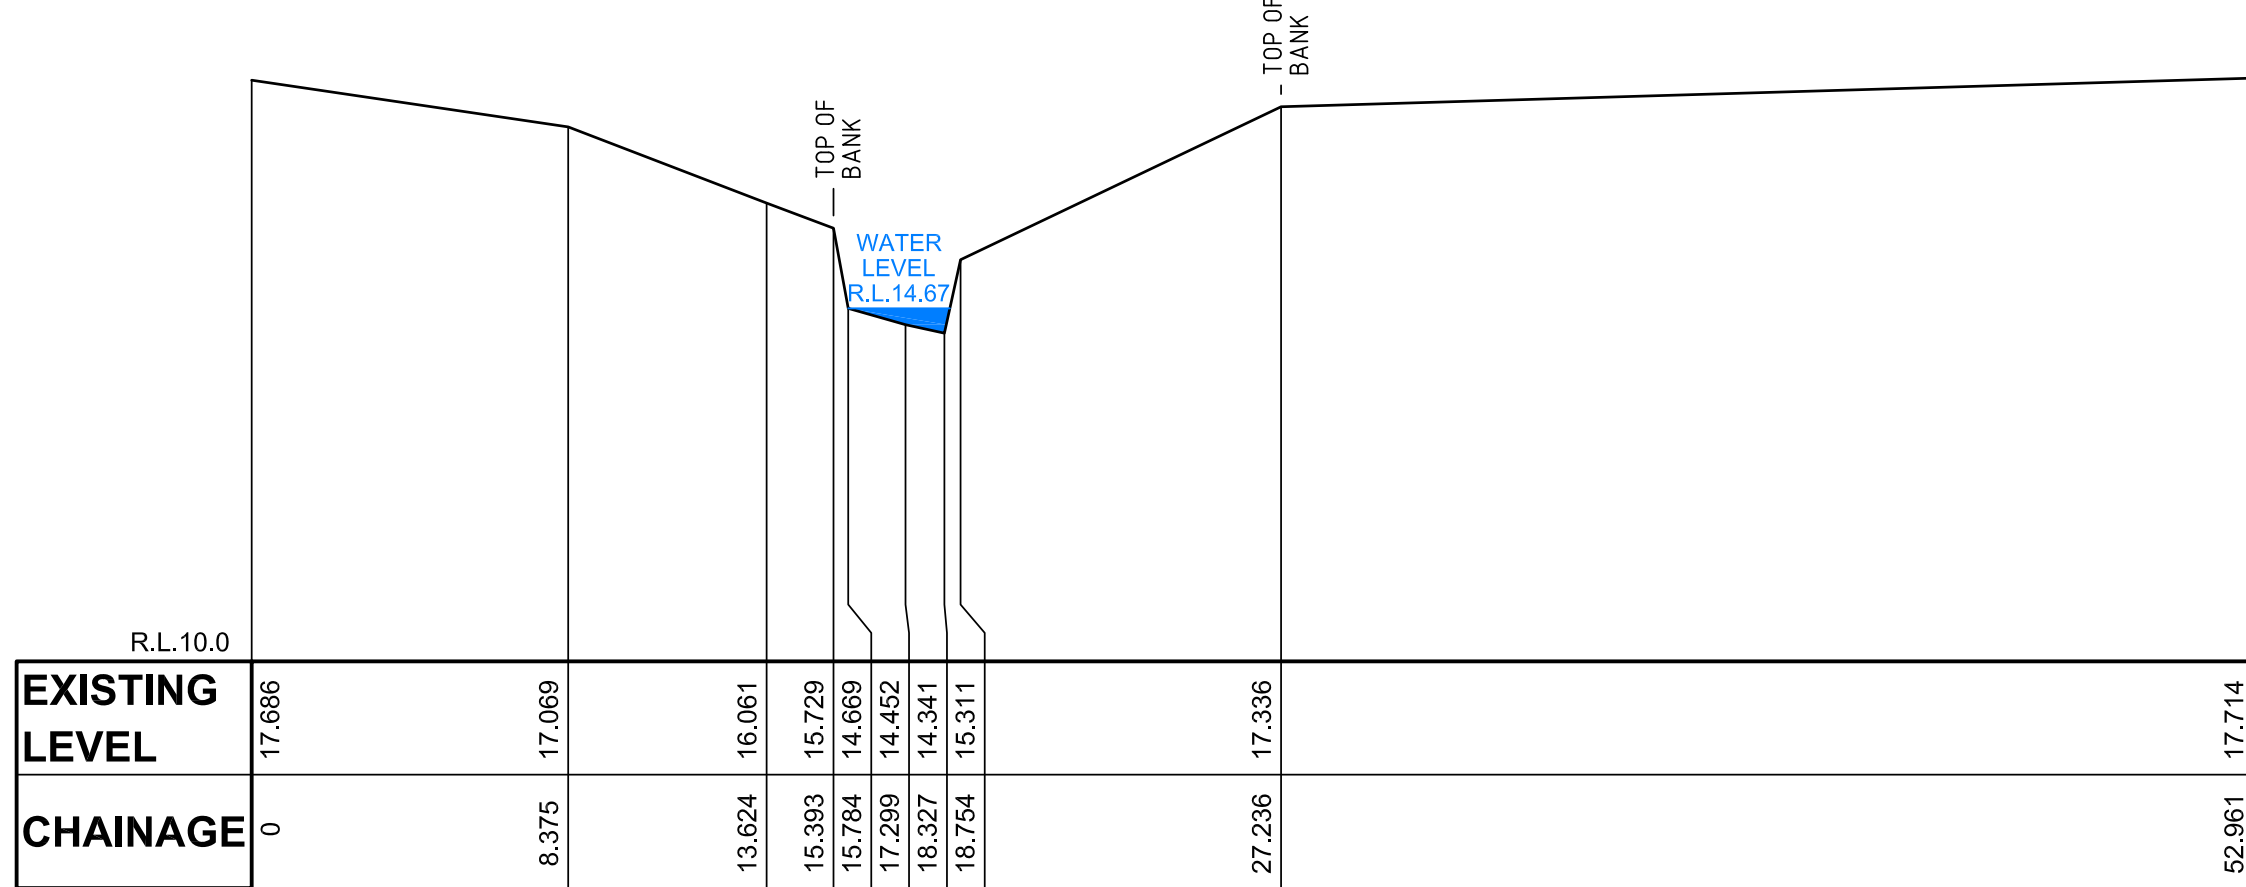 TOP OF
BANK
TOP OF
BANK
WATER
LEVEL
R.L.14.67
R.L.10.0
EXISTING
LEVEL
17.686
17.069
16.061
15.729
14.669
14.452
14.341
15.311
17.336
17.714
CHAINAGE
0
8.375
13.624
15.393
15.784
17.299
18.327
18.754
27.236
52.961